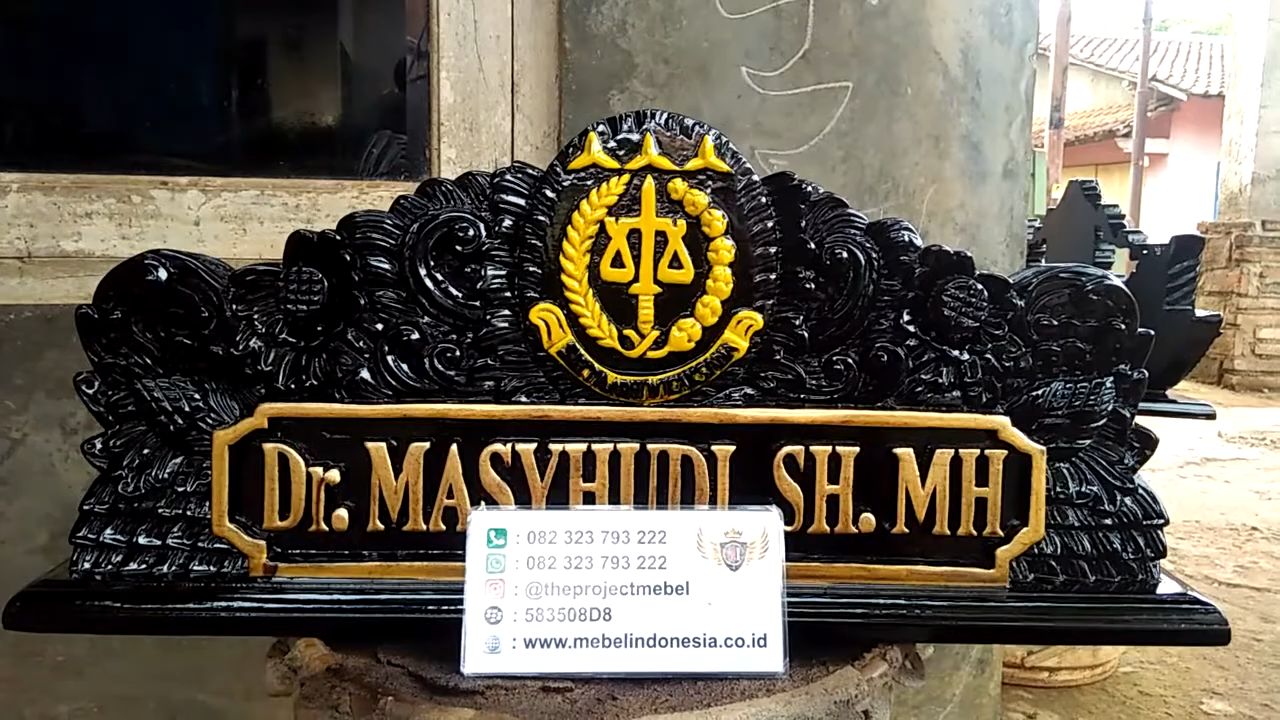 Dr. MASYHUDI SH. MH
: 082 323 793 222
: 082 323 793 222
: @theprojectmebel
: 583508D8
: www.mebelindonesia.co.id